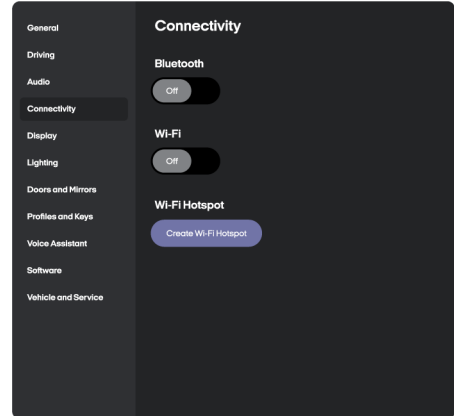 General
Driving
Audio
Connectivity
Display
Lighting
Doors and Mirrors
Profiles and Keys
Voice Assistant
Software
Vehicle and Service
Connectivity
Bluetooth
Off
Wi-Fi
Off
Wi-Fi Hotspot
Create Wi-Fi Hotspot